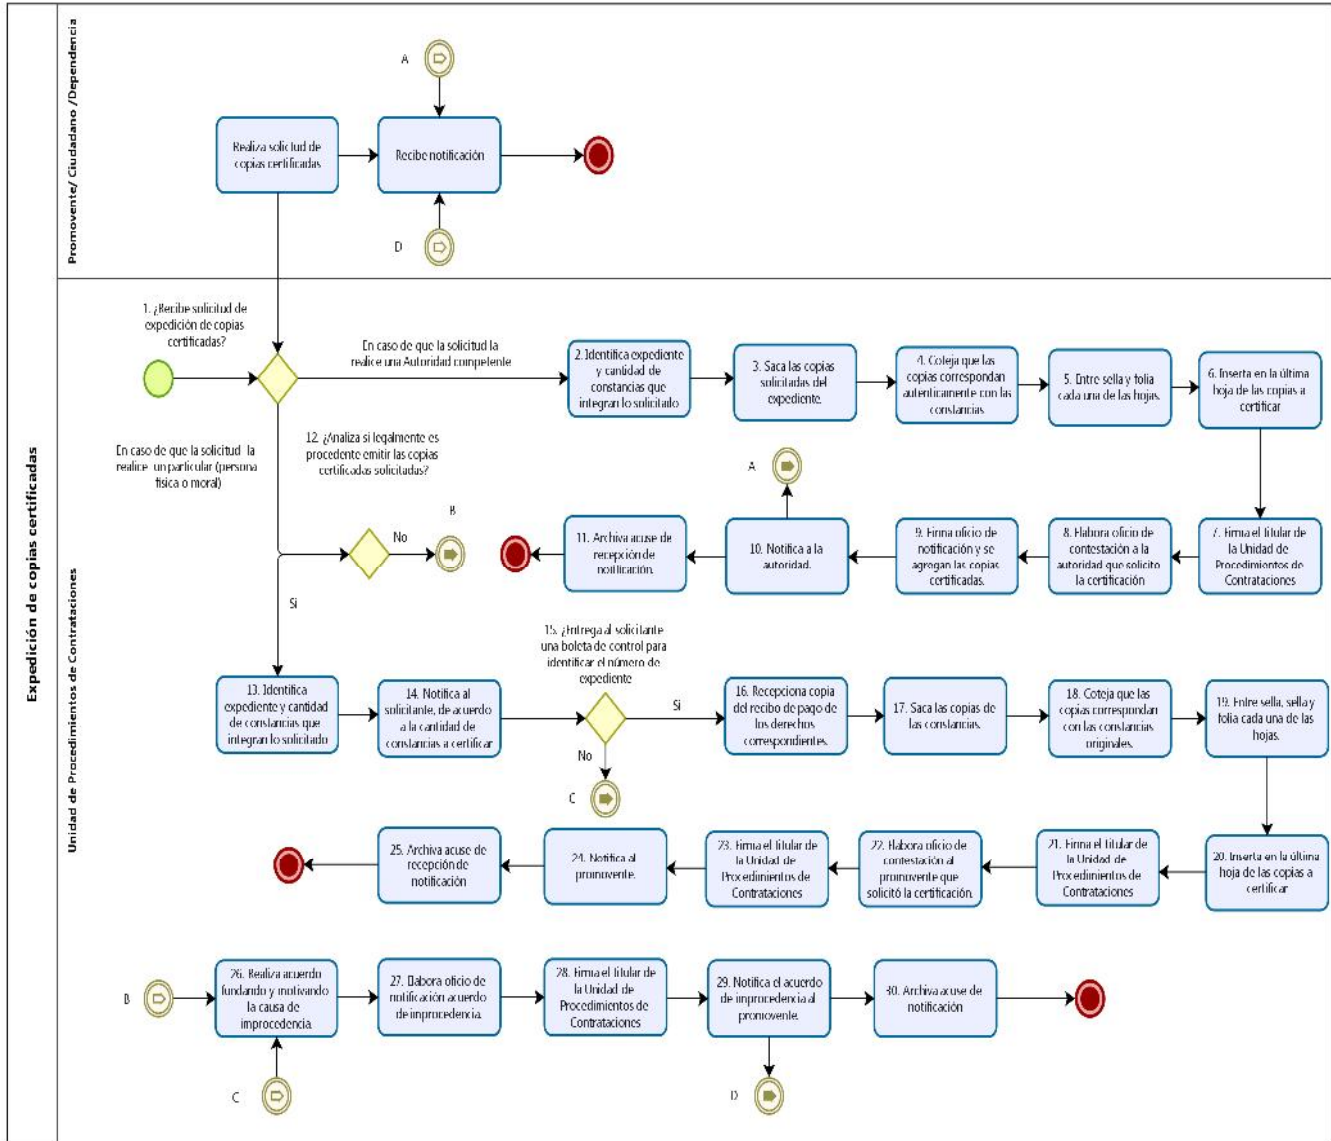 Expedición de copias certificadas
Promovente/ Ciudadano /Dependencia
A
Realiza solicitud de
copias certificadas
Recibe notificación
D
Unidad de Procedimientos de Contrataciones
1. ¿Recibe solicitud de
expedición de copias
certificadas?
En caso de que la solicitud la
realice una Autoridad competente
2. Identifica expediente
y cantidad de
constancias que
integran lo solicitado
3. Saca las copias
solicitadas del
expediente.
4. Coteja que las
copias correspondan
autenticamente con las
constancias
5. Entre sella y folia
cada una de las hojas.
6. Inserta en la última
hoja de las copias a
certificar
En caso de que la solicitud la
realice un particular (persona
física o moral)
12. ¿Analiza si legalmente es
procedente emitir las copias
certificadas solicitadas?
No
B
Si
A
11. Archiva acuse de
recepción de
notificación.
10. Notifica a la
autoridad.
9. Firma oficio de
notificación y se
agregan las copias
certificadas.
8. Elabora oficio de
contestación a la
autoridad que solicito la
certificación
7. Firma el titular de
la Unidad de
Procedimientos de
Contrataciones
13. Identifica
expediente y cantidad
de constancias que
integran lo solicitado
14. Notifica al
solicitante, de acuerdo
a la cantidad de
constancias a certificar
15. ¿Entrega al solicitante
una boleta de control para
identificar el número de
expediente
Si
No
C
16. Recepciona copia
del recibo de pago de
los derechos
correspondientes.
17. Saca las copias de
las constancias.
18. Coteja que las
copias correspondan
con las constancias
originales.
19. Entre sella, sella y
folia cada una de las
hojas.
25. Archiva acuse de
recepción de
notificación
24. Notifica al
promovente.
23. Firma el titular de
la Unidad de
Procedimientos de
Contrataciones
22. Elabora oficio de
contestación al
promovente que
solicitó la certificación.
21. Firma el titular de
la Unidad de
Procedimientos de
Contrataciones
20. Inserta en la última
hoja de las copias a
certificar
B
26. Realiza acuerdo
fundando y motivando
la causa de
improcedencia.
27. Elabora oficio de
notificación acuerdo
de improcedencia.
28. Firma el titular de
la Unidad de
Procedimientos de
Contrataciones
29. Notifica el acuerdo
de improcedencia al
promovente.
30. Archiva acuse de
notificación
C
D